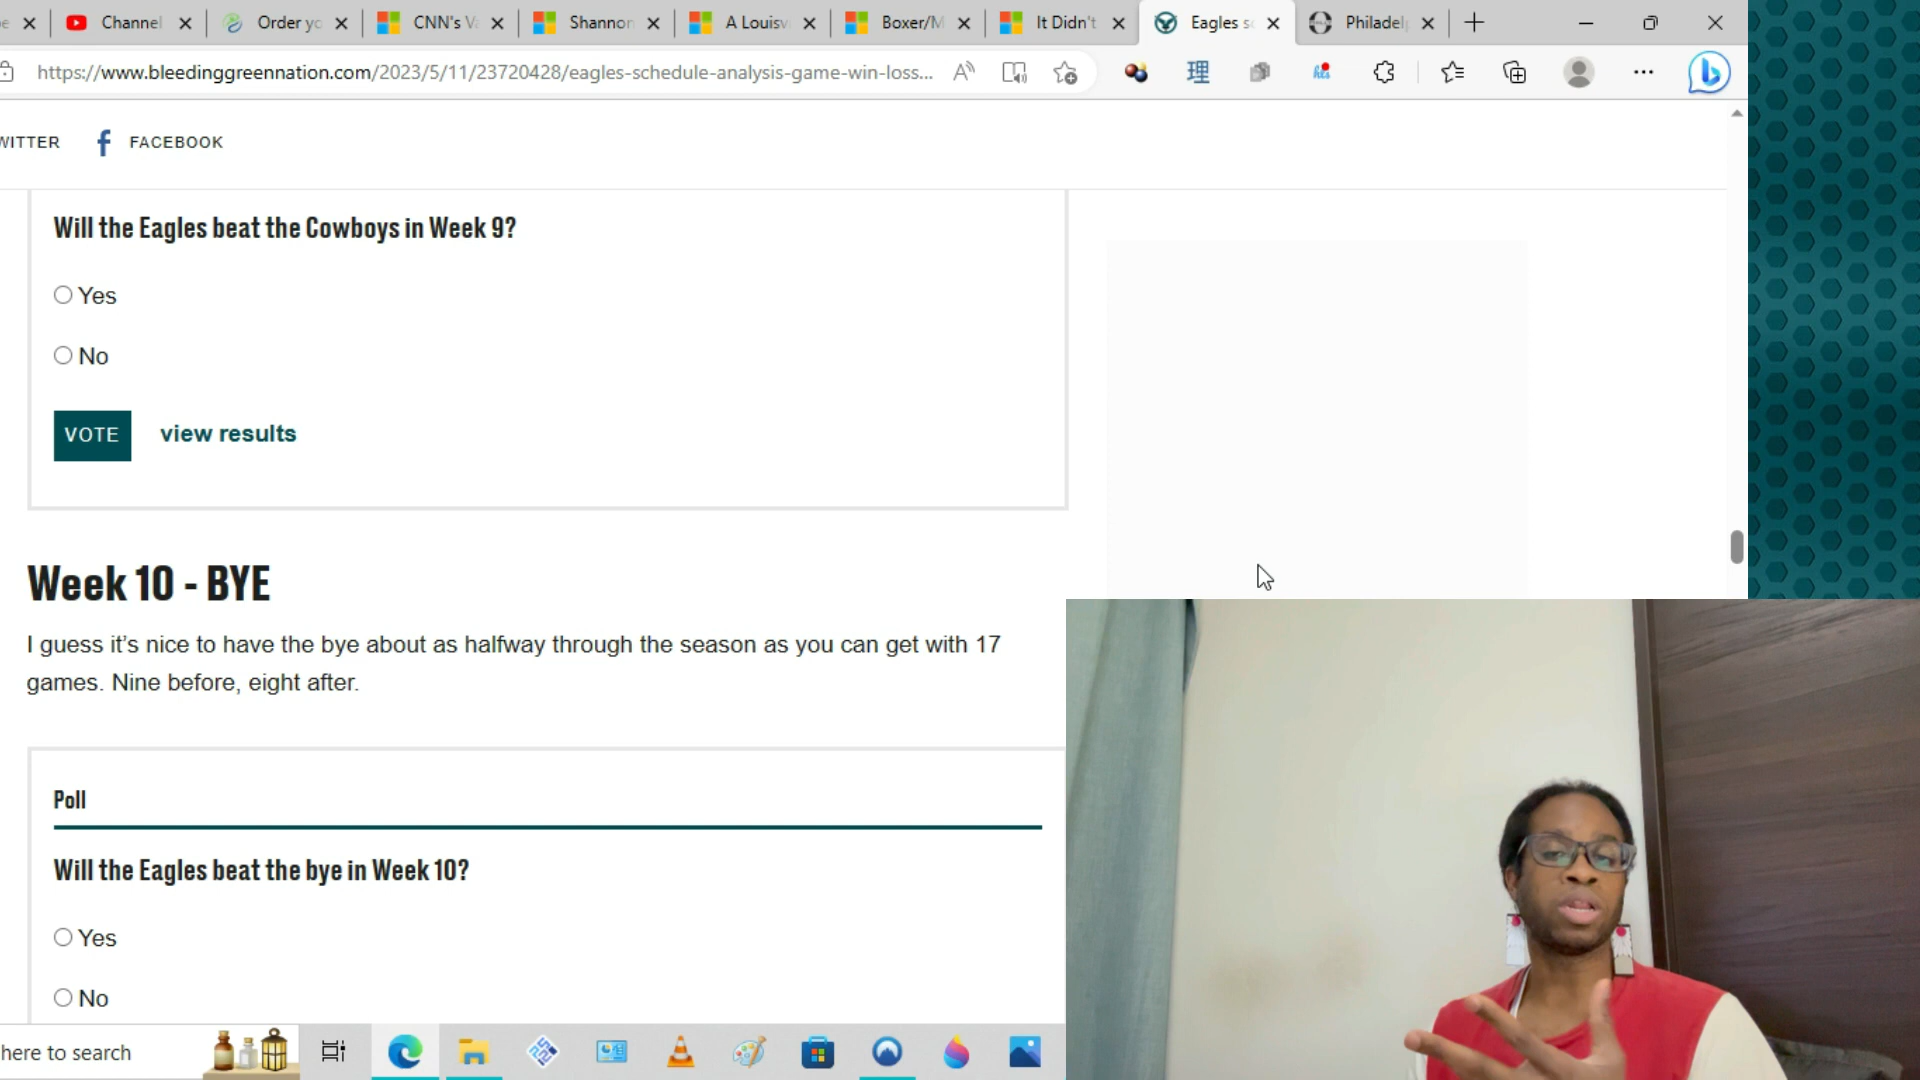 Channel
Order yo
CNN's Va
Shannon
A Louisv
Boxer/M
It Didn't
Eagles sc
Philadel
https://www.bleedinggreennation.com/2023/5/11/23720428/eagles-schedule-analysis-game-win-loss...
WITTER
FACEBOOK
Will the Eagles beat the Cowboys in Week 9?
Yes
No
VOTE
view results
Week 10 - BYE
I guess it’s nice to have the bye about as halfway through the season as you can get with 17
games. Nine before, eight after.
Poll
Will the Eagles beat the bye in Week 10?
Yes
No
here to search